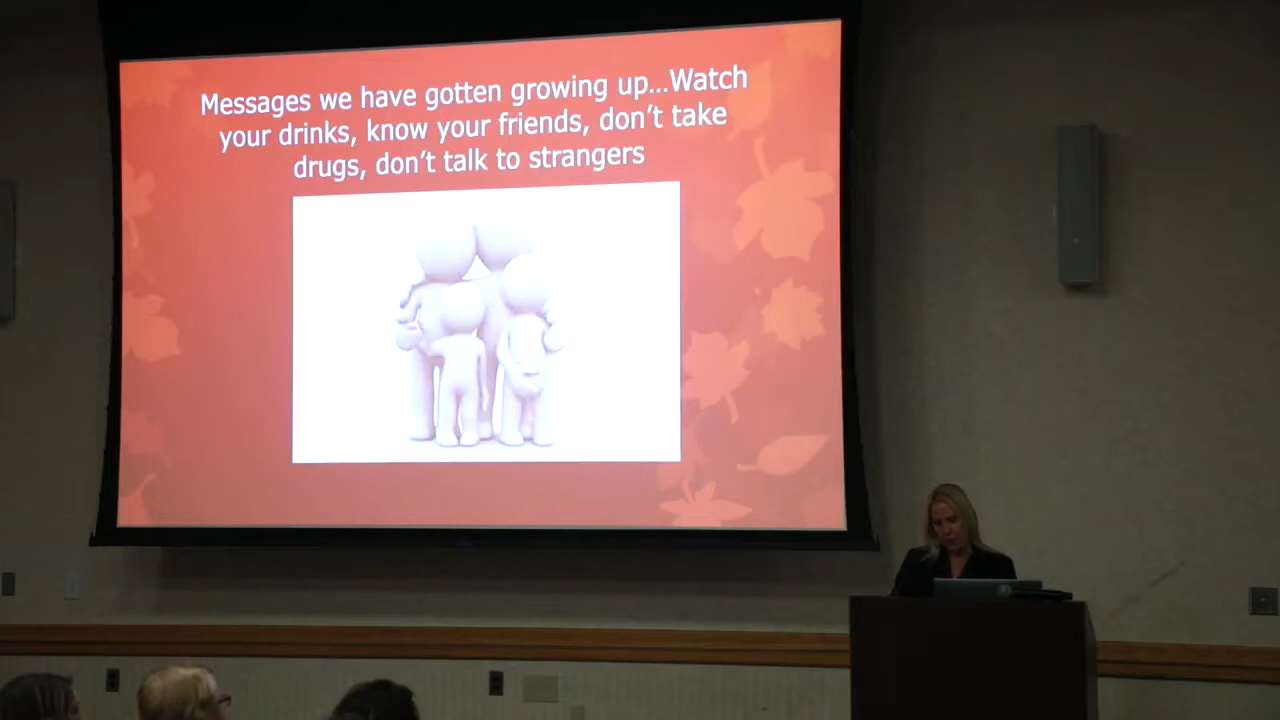 Messages we have gotten growing up...Watch
your drinks, know your friends, don't take
drugs, don't talk to strangers